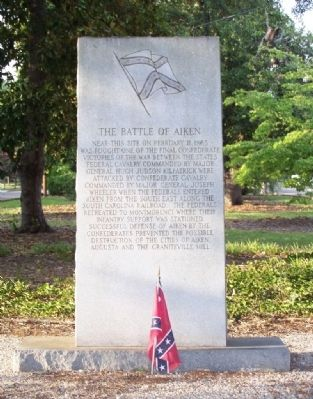 THE BATTLE OF AIKEN
NEAR THIS SITE ON FEBRUARY 11, 1865
WAS FOUGHT ONE OF THE FINAL CONFEDERATE
VICTORIES OF THE WAR BETWEEN THE STATES
FEDERAL CAVALRY COMMANDED BY MAJOR
GENERAL HUGH JUDSON KILPATRICK WERE
ATTACKED BY CONFEDERATE CAVALRY
COMMANDED BY MAJOR GENERAL JOSEPH
WHEELER WHEN THE FEDERALS ENTERED
AIKEN FROM THE SOUTH EAST ALONG THE
SOUTH CAROLINA RAILROAD. THE FEDERALS
RETREATED TO MONTMORENCI WHERE THEIR
INFANTRY SUPPORT WAS STATIONED
SUCCESSFUL DEFENSE OF AIKEN BY THE
CONFEDERATES PREVENTED THE POSSIBLE
DESTRUCTION OF THE CITIES OF AIKEN,
AUGUSTA AND THE GRANITEVILLE MILL